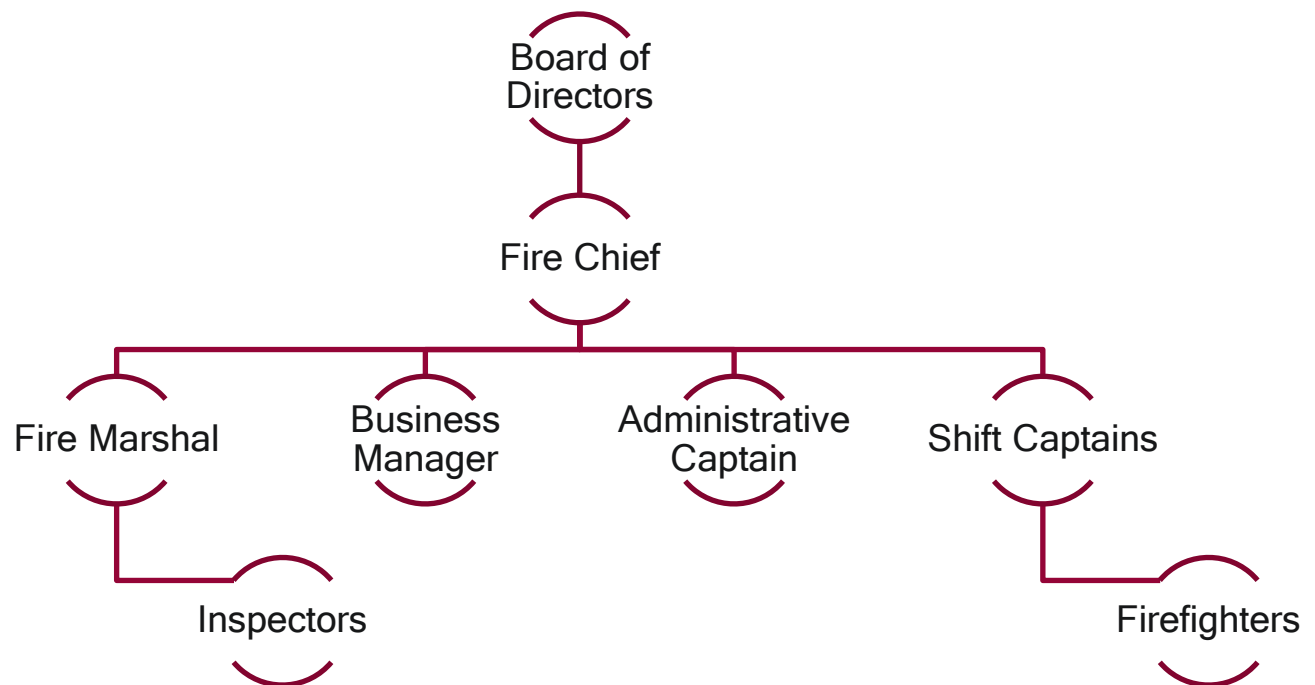 Board of
Directors
Fire Chief
Fire Marshal
Business
Manager
Administrative
Captain
Shift Captains
Inspectors
Firefighters